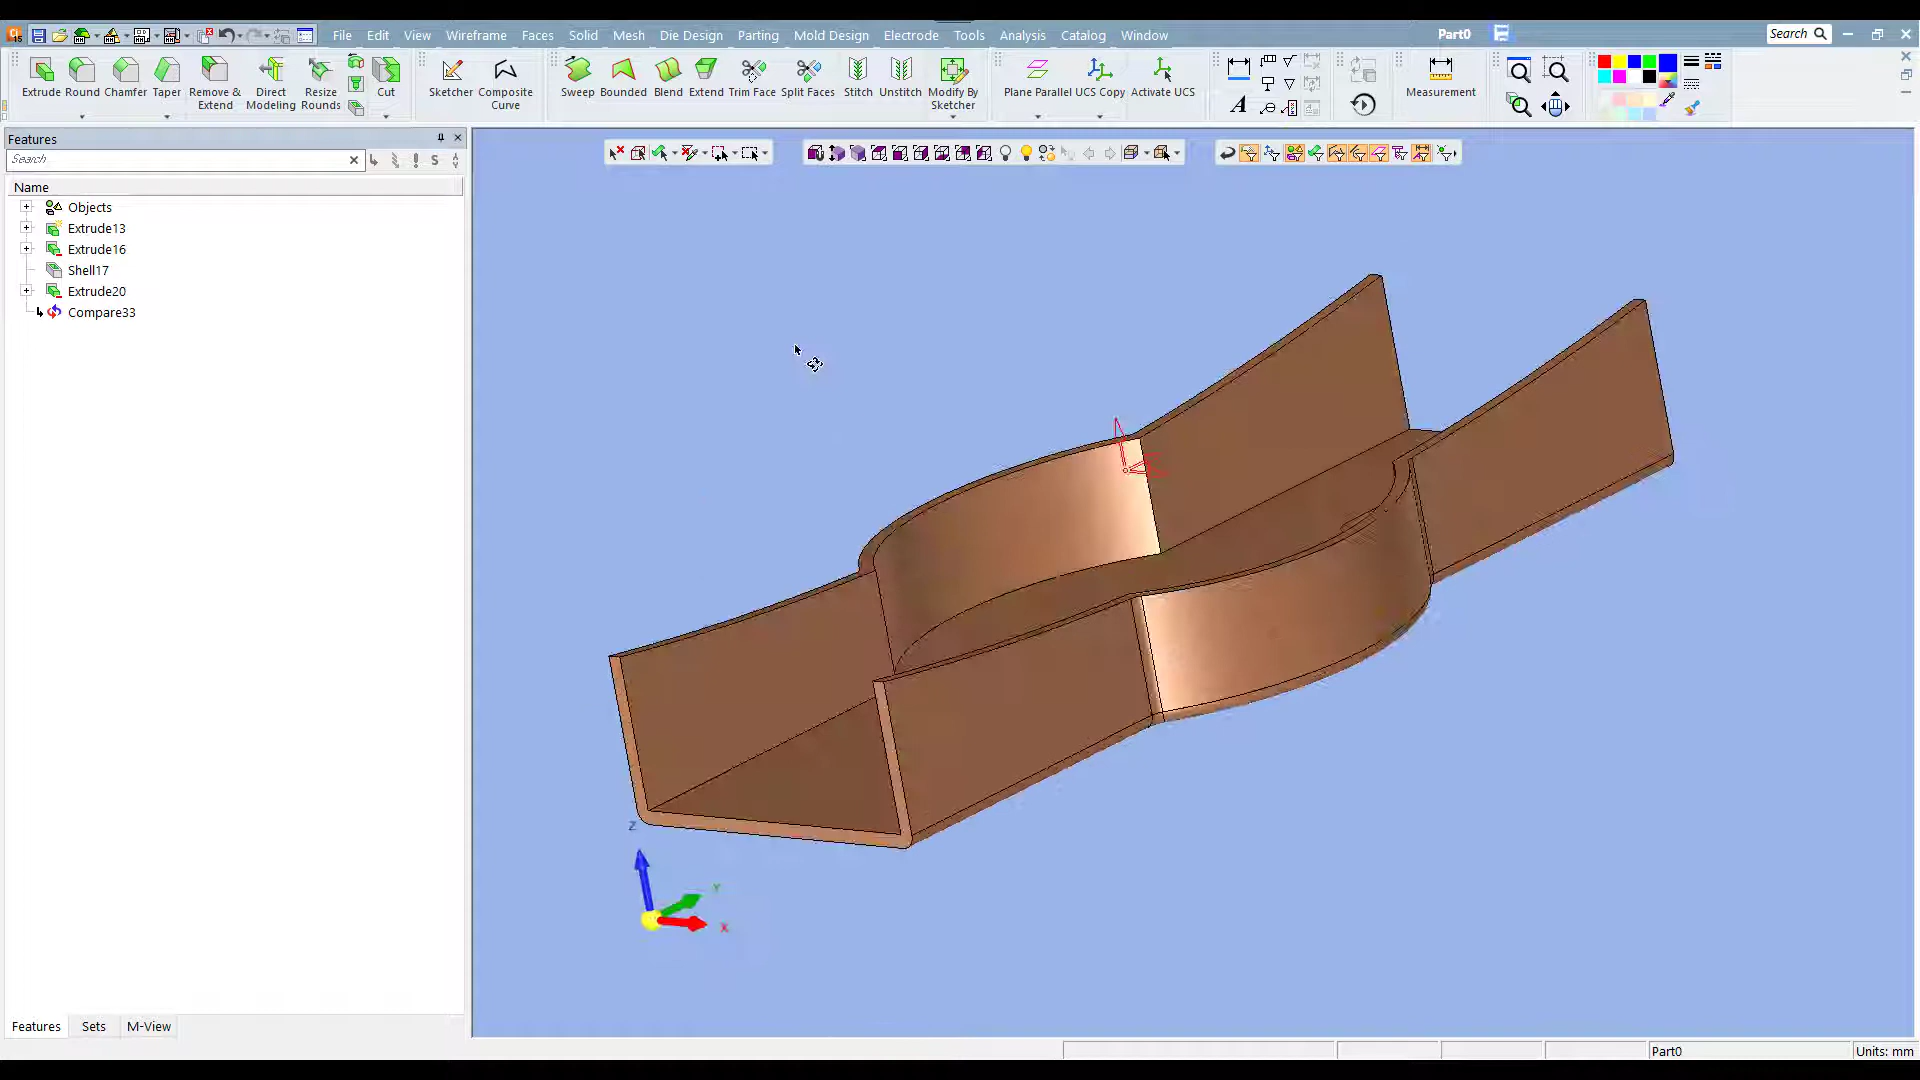 File Edit View Wireframe Faces Solid Mesh Die Design Parting Mold Design Electrode Tools Analysis Catalog Window Part0 Search
Extrude Round Chamfer Taper Remove & Extend Direct Modeling Resize Rounds Cut Sketcher Composite Curve Sweep Bounded Blend Extend Trim Face Split Faces Stitch Unstitch Modify By Sketcher Plane Parallel UCS Copy Activate UCS A Measurement
Features
Search
S
Name
Objects
Extrude13
Extrude16
Shell17
Extrude20
Compare33
Z
Y
X
Features Sets M-View
Part0 Units: mm